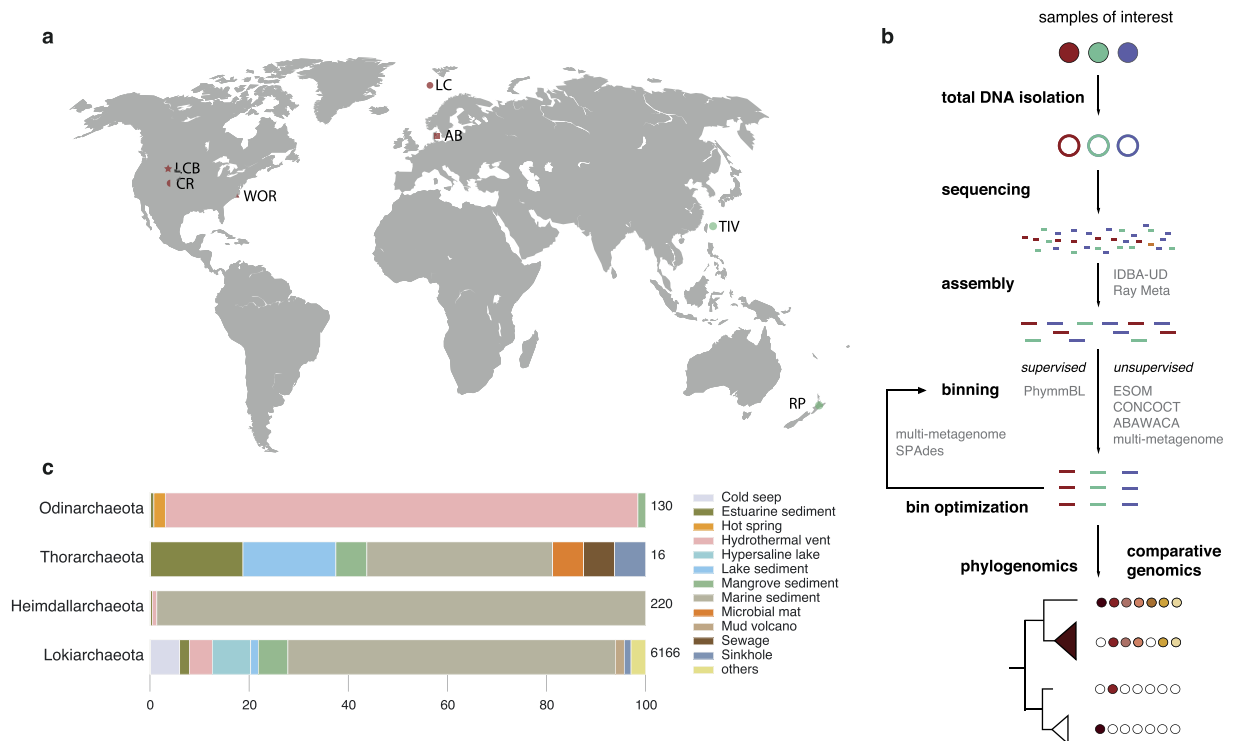 a
LC
AB
LCB
CR
WOR
TIV
RP
b
samples of interest
total DNA isolation
sequencing
assembly
IDBA-UD
Ray Meta
supervised
unsupervised
binning
PhymmBL
ESOM
CONCOCT
ABAWACA
multi-metagenome
multi-metagenome
SPAdes
bin optimization
phylogenomics
comparative
genomics
c
Odinarchaeota
130
Thorarchaeota
16
Heimdallarchaeota
220
Lokiarchaeota
6166
0 20 40 60 80 100
Cold seep
Estuarine sediment
Hot spring
Hydrothermal vent
Hypersaline lake
Lake sediment
Mangrove sediment
Marine sediment
Microbial mat
Mud volcano
Sewage
Sinkhole
others